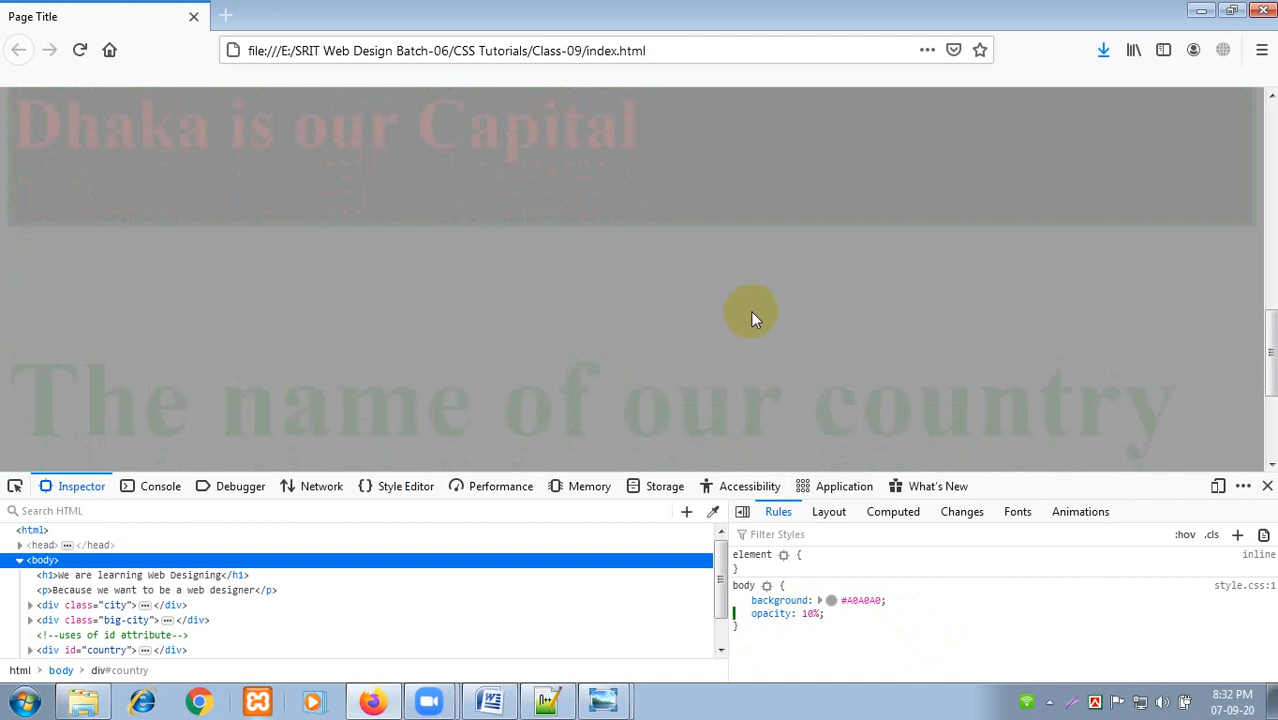 Page Title
file:///E:/SRIT Web Design Batch-06/CSS Tutorials/Class-09/index.html
Dhaka is our Capital
The name of our country
Inspector Console Debugger Network Style Editor Performance Memory Storage Accessibility Application What's New
Search HTML
Rules Layout Computed Changes Fonts Animations
Filter Styles :hov .cls
<html>
<head> </head>
<body>
<h1>We are learning Web Designing</h1>
<p>Because we want to be a web designer</p>
<div class="city"> </div>
<div class="big-city"> </div>
<!--uses of id attribute-->
<div id="country"> </div>
element { inline
}
body { style.css:1
background: #A0A0A0;
opacity: 10%;
}
html body div#country
8:32 PM
07-09-20